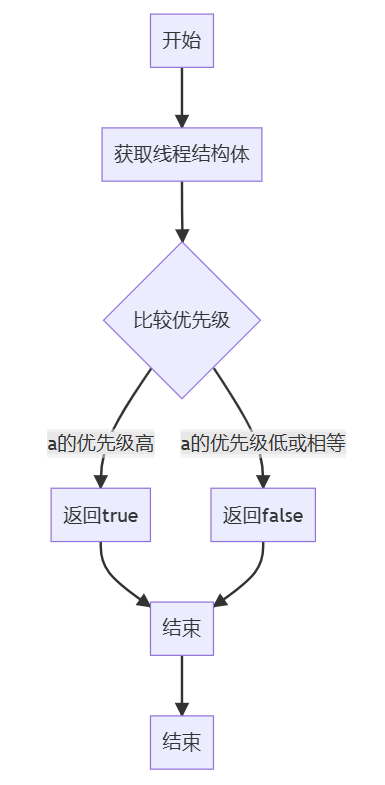 开始
获取线程结构体
比较优先级
a的优先级高
a的优先级低或相等
返回true
返回false
结束
结束